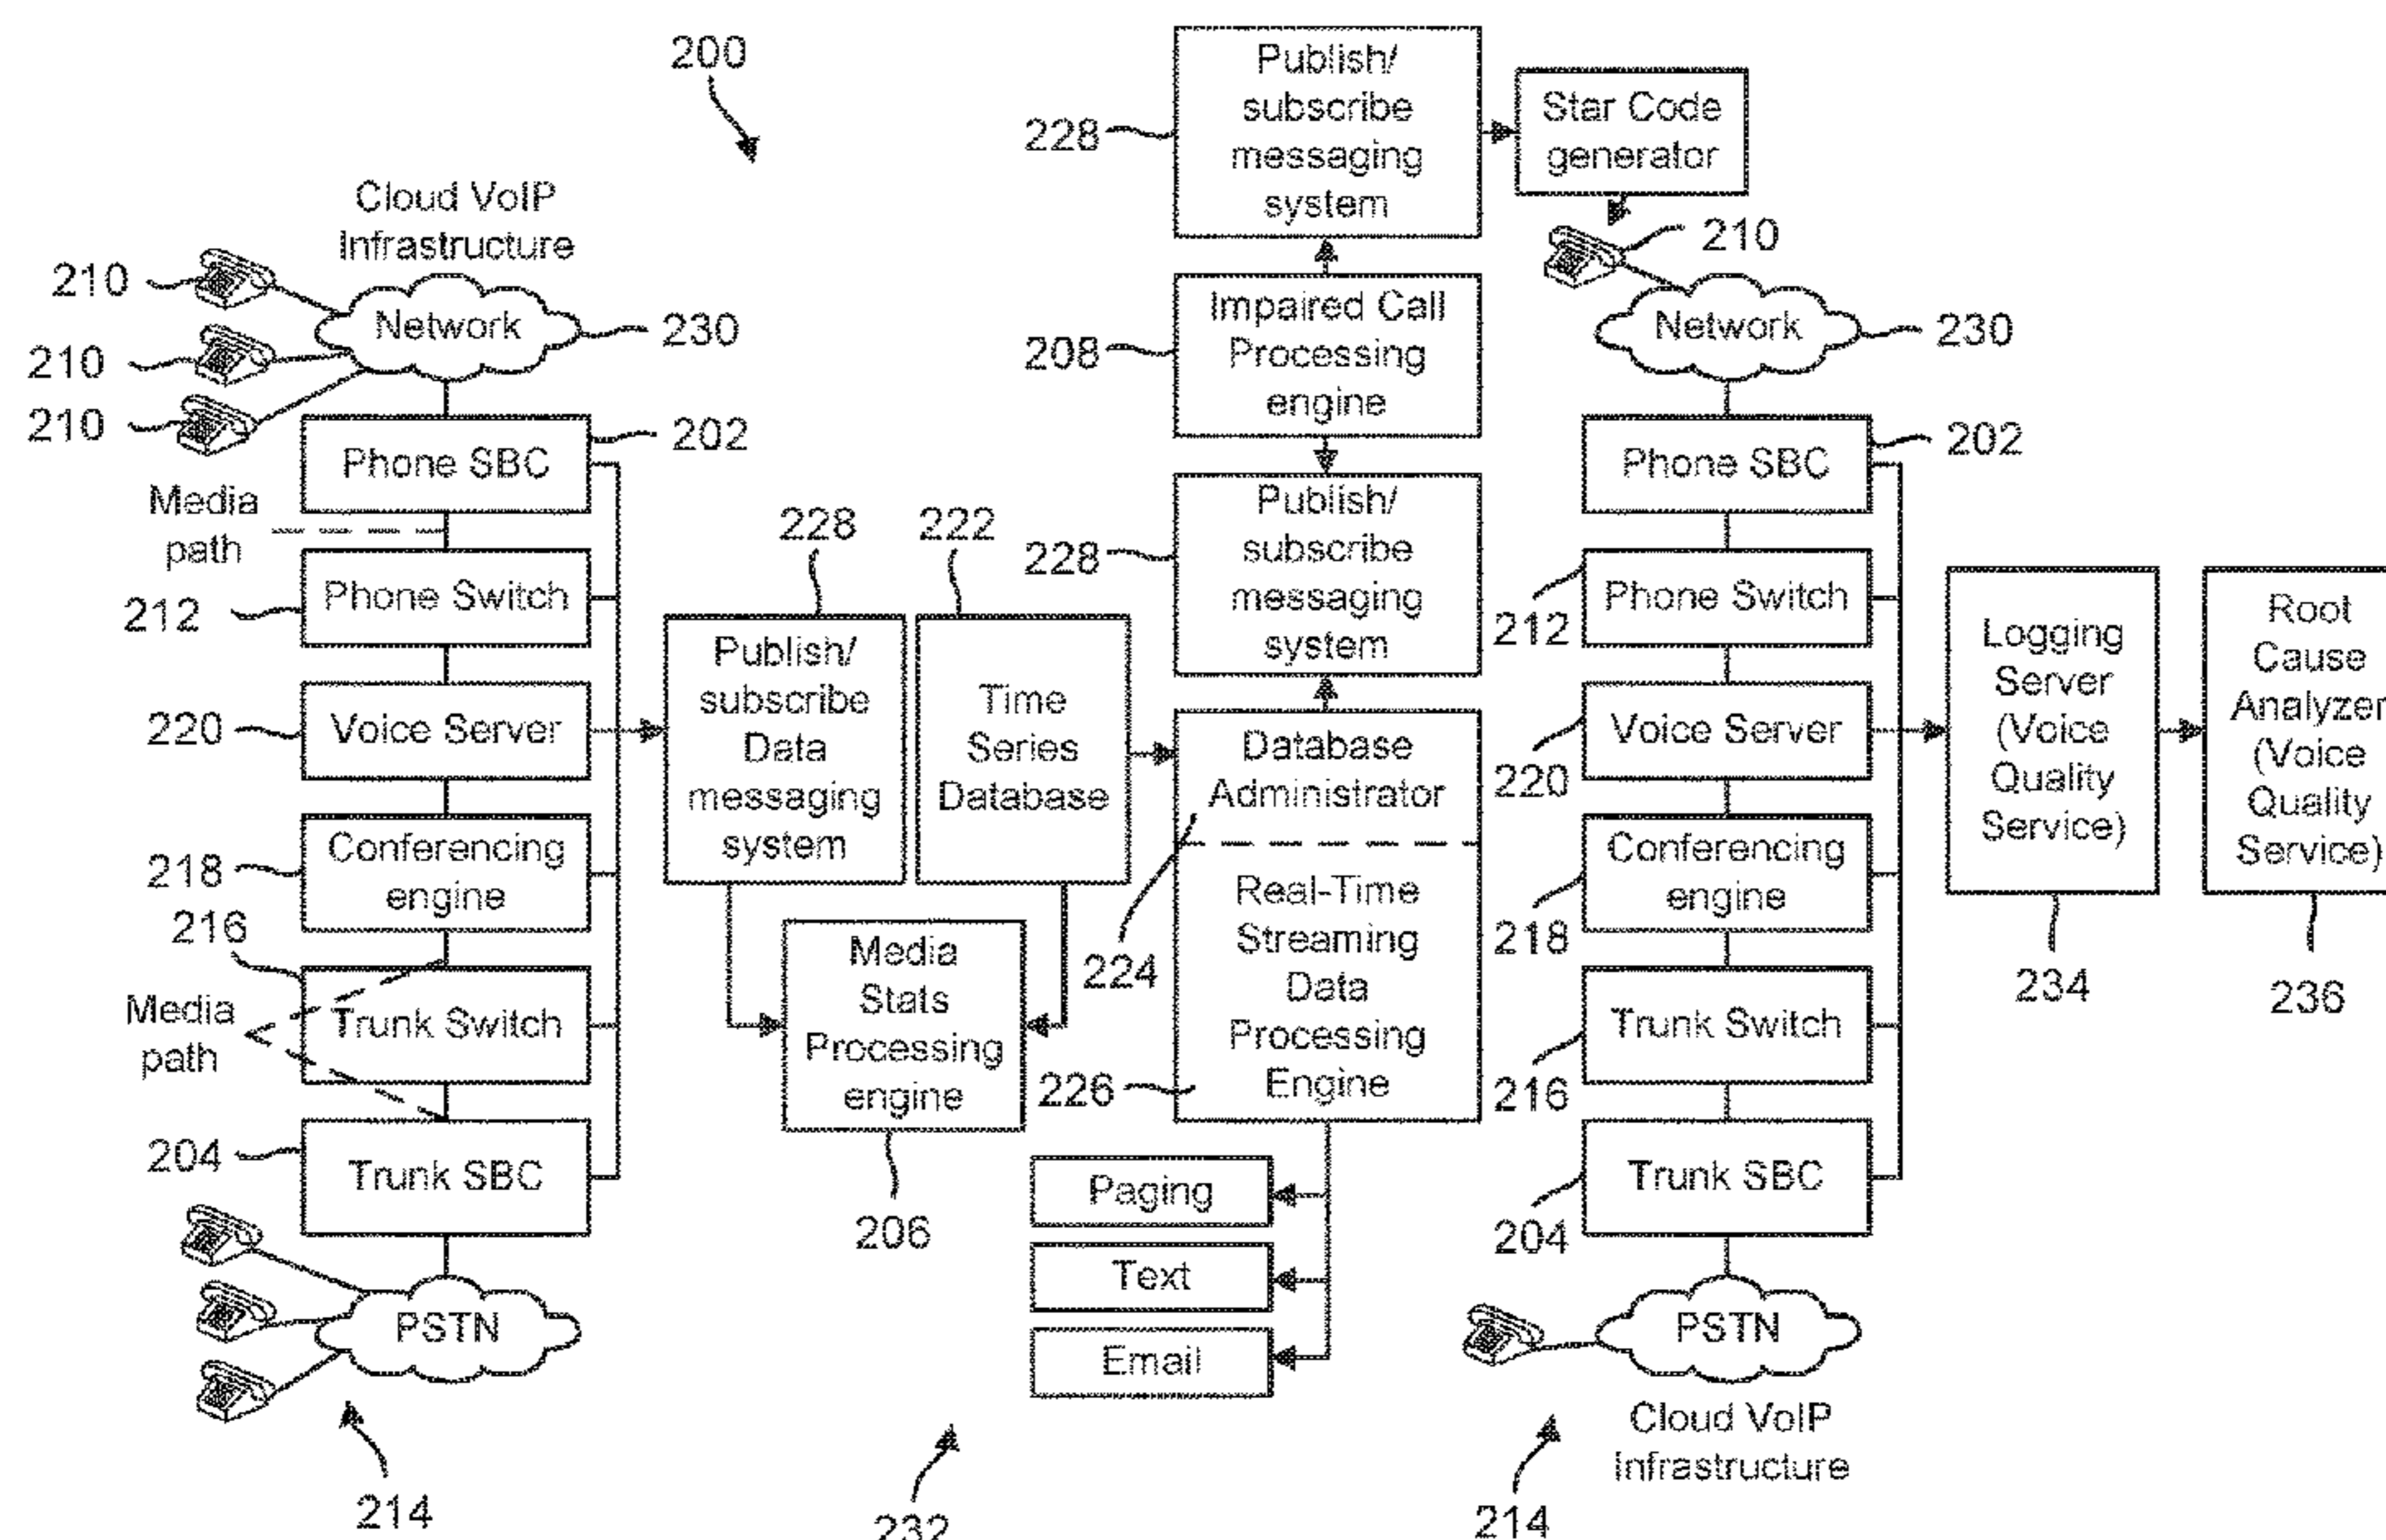 200
Cloud VoIP
Infrastructure
210
210
210
Network
230
Phone SBC
202
Media
path
Phone Switch
212
Voice Server
220
Conferencing
engine
218
216
Trunk Switch
Media
path
Trunk SBC
204
PSTN
214
228
Publish/
subscribe
Data
messaging
system
222
Time
Series
Database
Media
Stats
Processing
engine
206
228
Publish/
subscribe
messaging
system
Star Code
generator
208
Impaired Call
Processing
engine
228
Publish/
subscribe
messaging
system
Database
Administrator
224
Real-Time
Streaming
Data
Processing
Engine
226
Paging
Text
Email
232
210
Network
230
Phone SBC
202
Phone Switch
212
Voice Server
220
Conferencing
engine
218
Trunk Switch
216
Trunk SBC
204
PSTN
Cloud VoIP
Infrastructure
214
Logging
Server
(Voice
Quality
Service)
234
Root
Cause
Analyzer
(Voice
Quality
Service)
236